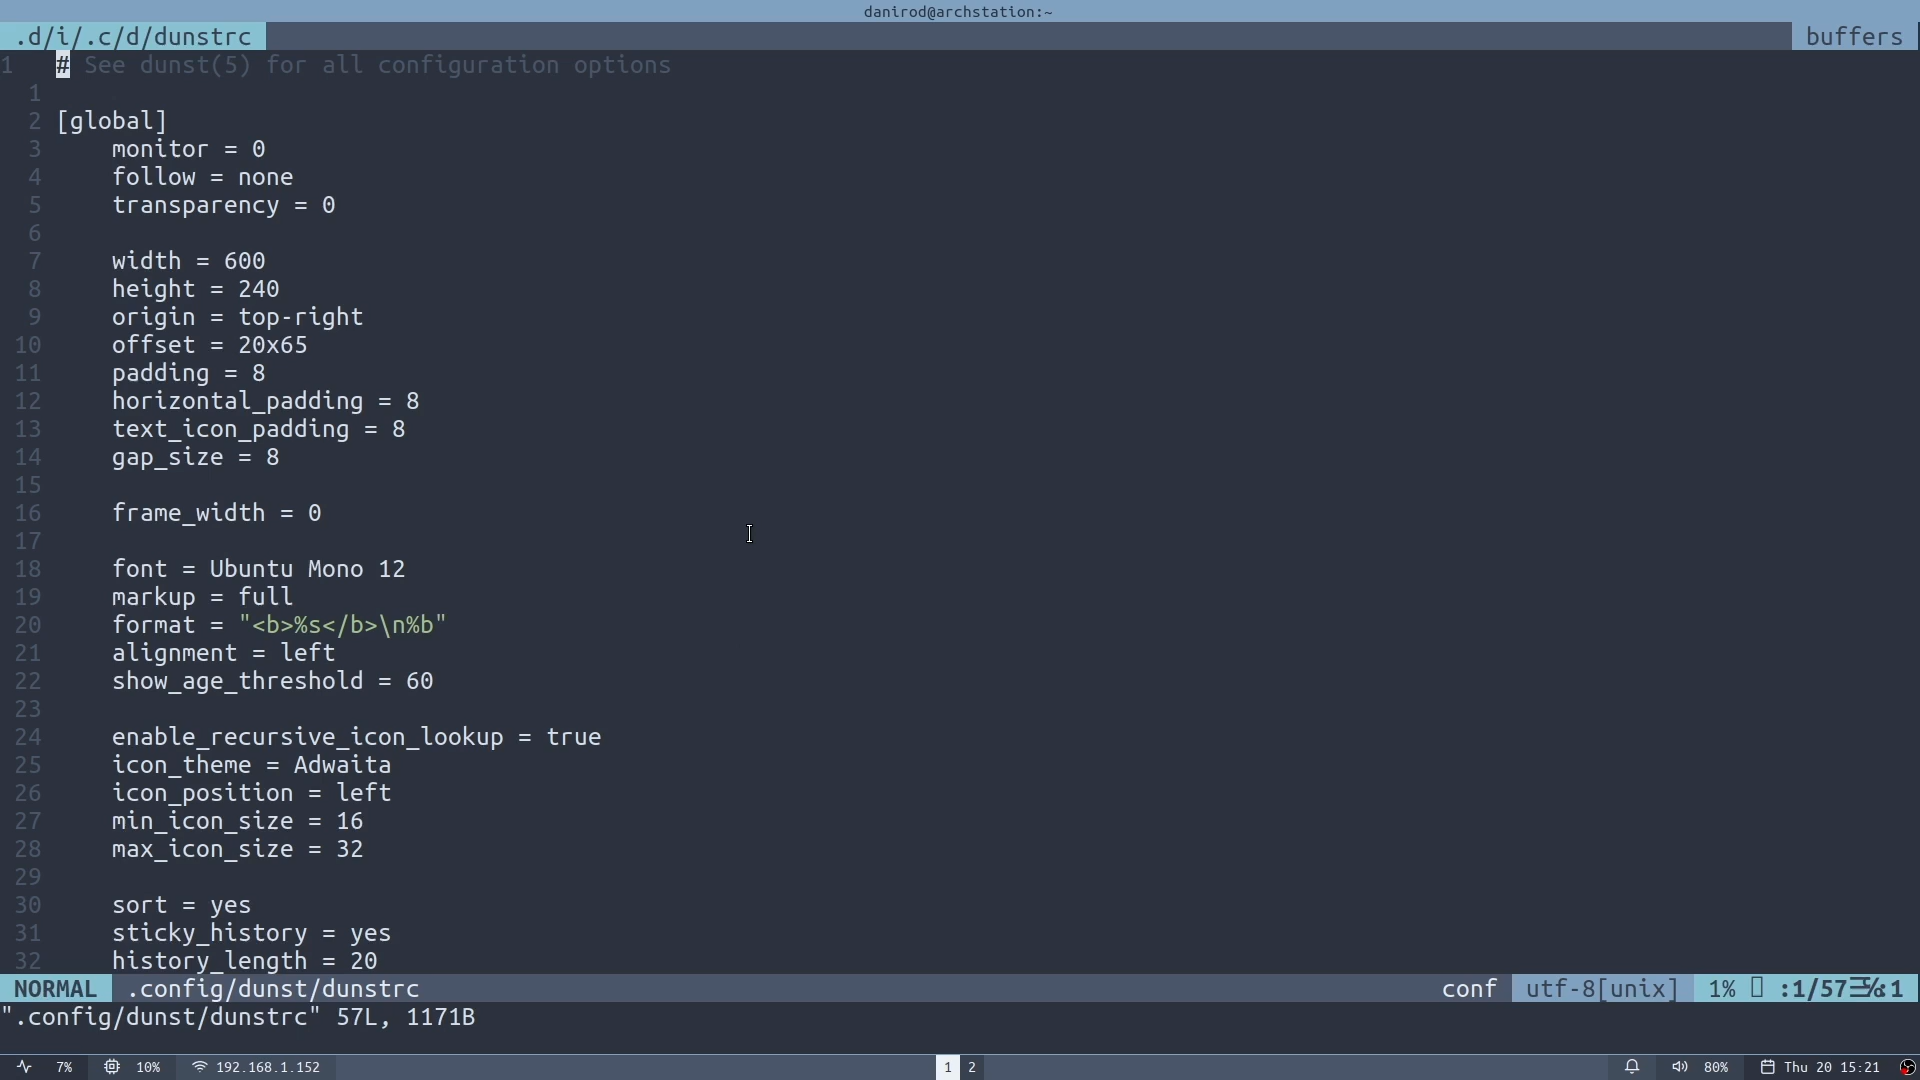 danirod@archstation:~
.d/i/.c/d/dunstrc buffers
1 # See dunst(5) for all configuration options
1
2 [global]
3 monitor = 0
4 follow = none
5 transparency = 0
6
7 width = 600
8 height = 240
9 origin = top-right
10 offset = 20x65
11 padding = 8
12 horizontal_padding = 8
13 text_icon_padding = 8
14 gap_size = 8
15
16 frame_width = 0
17
18 font = Ubuntu Mono 12
19 markup = full
20 format = "<b>%s</b>\n%b"
21 alignment = left
22 show_age_threshold = 60
23
24 enable_recursive_icon_lookup = true
25 icon_theme = Adwaita
26 icon_position = left
27 min_icon_size = 16
28 max_icon_size = 32
29
30 sort = yes
31 sticky_history = yes
32 history_length = 20
NORMAL .config/dunst/dunstrc conf utf-8[unix] 1% :1/57☰℅:1
".config/dunst/dunstrc" 57L, 1171B
7% 10% 192.168.1.152 1 2 80% Thu 20 15:21